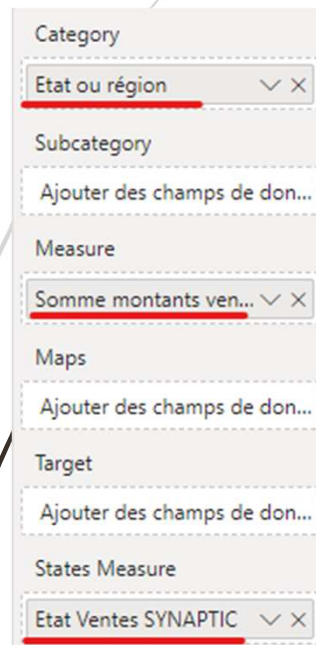 Category
Etat ou région
Subcategory
Ajouter des champs de don...
Measure
Somme montants ven...
Maps
Ajouter des champs de don...
Target
Ajouter des champs de don...
States Measure
Etat Ventes SYNAPTIC